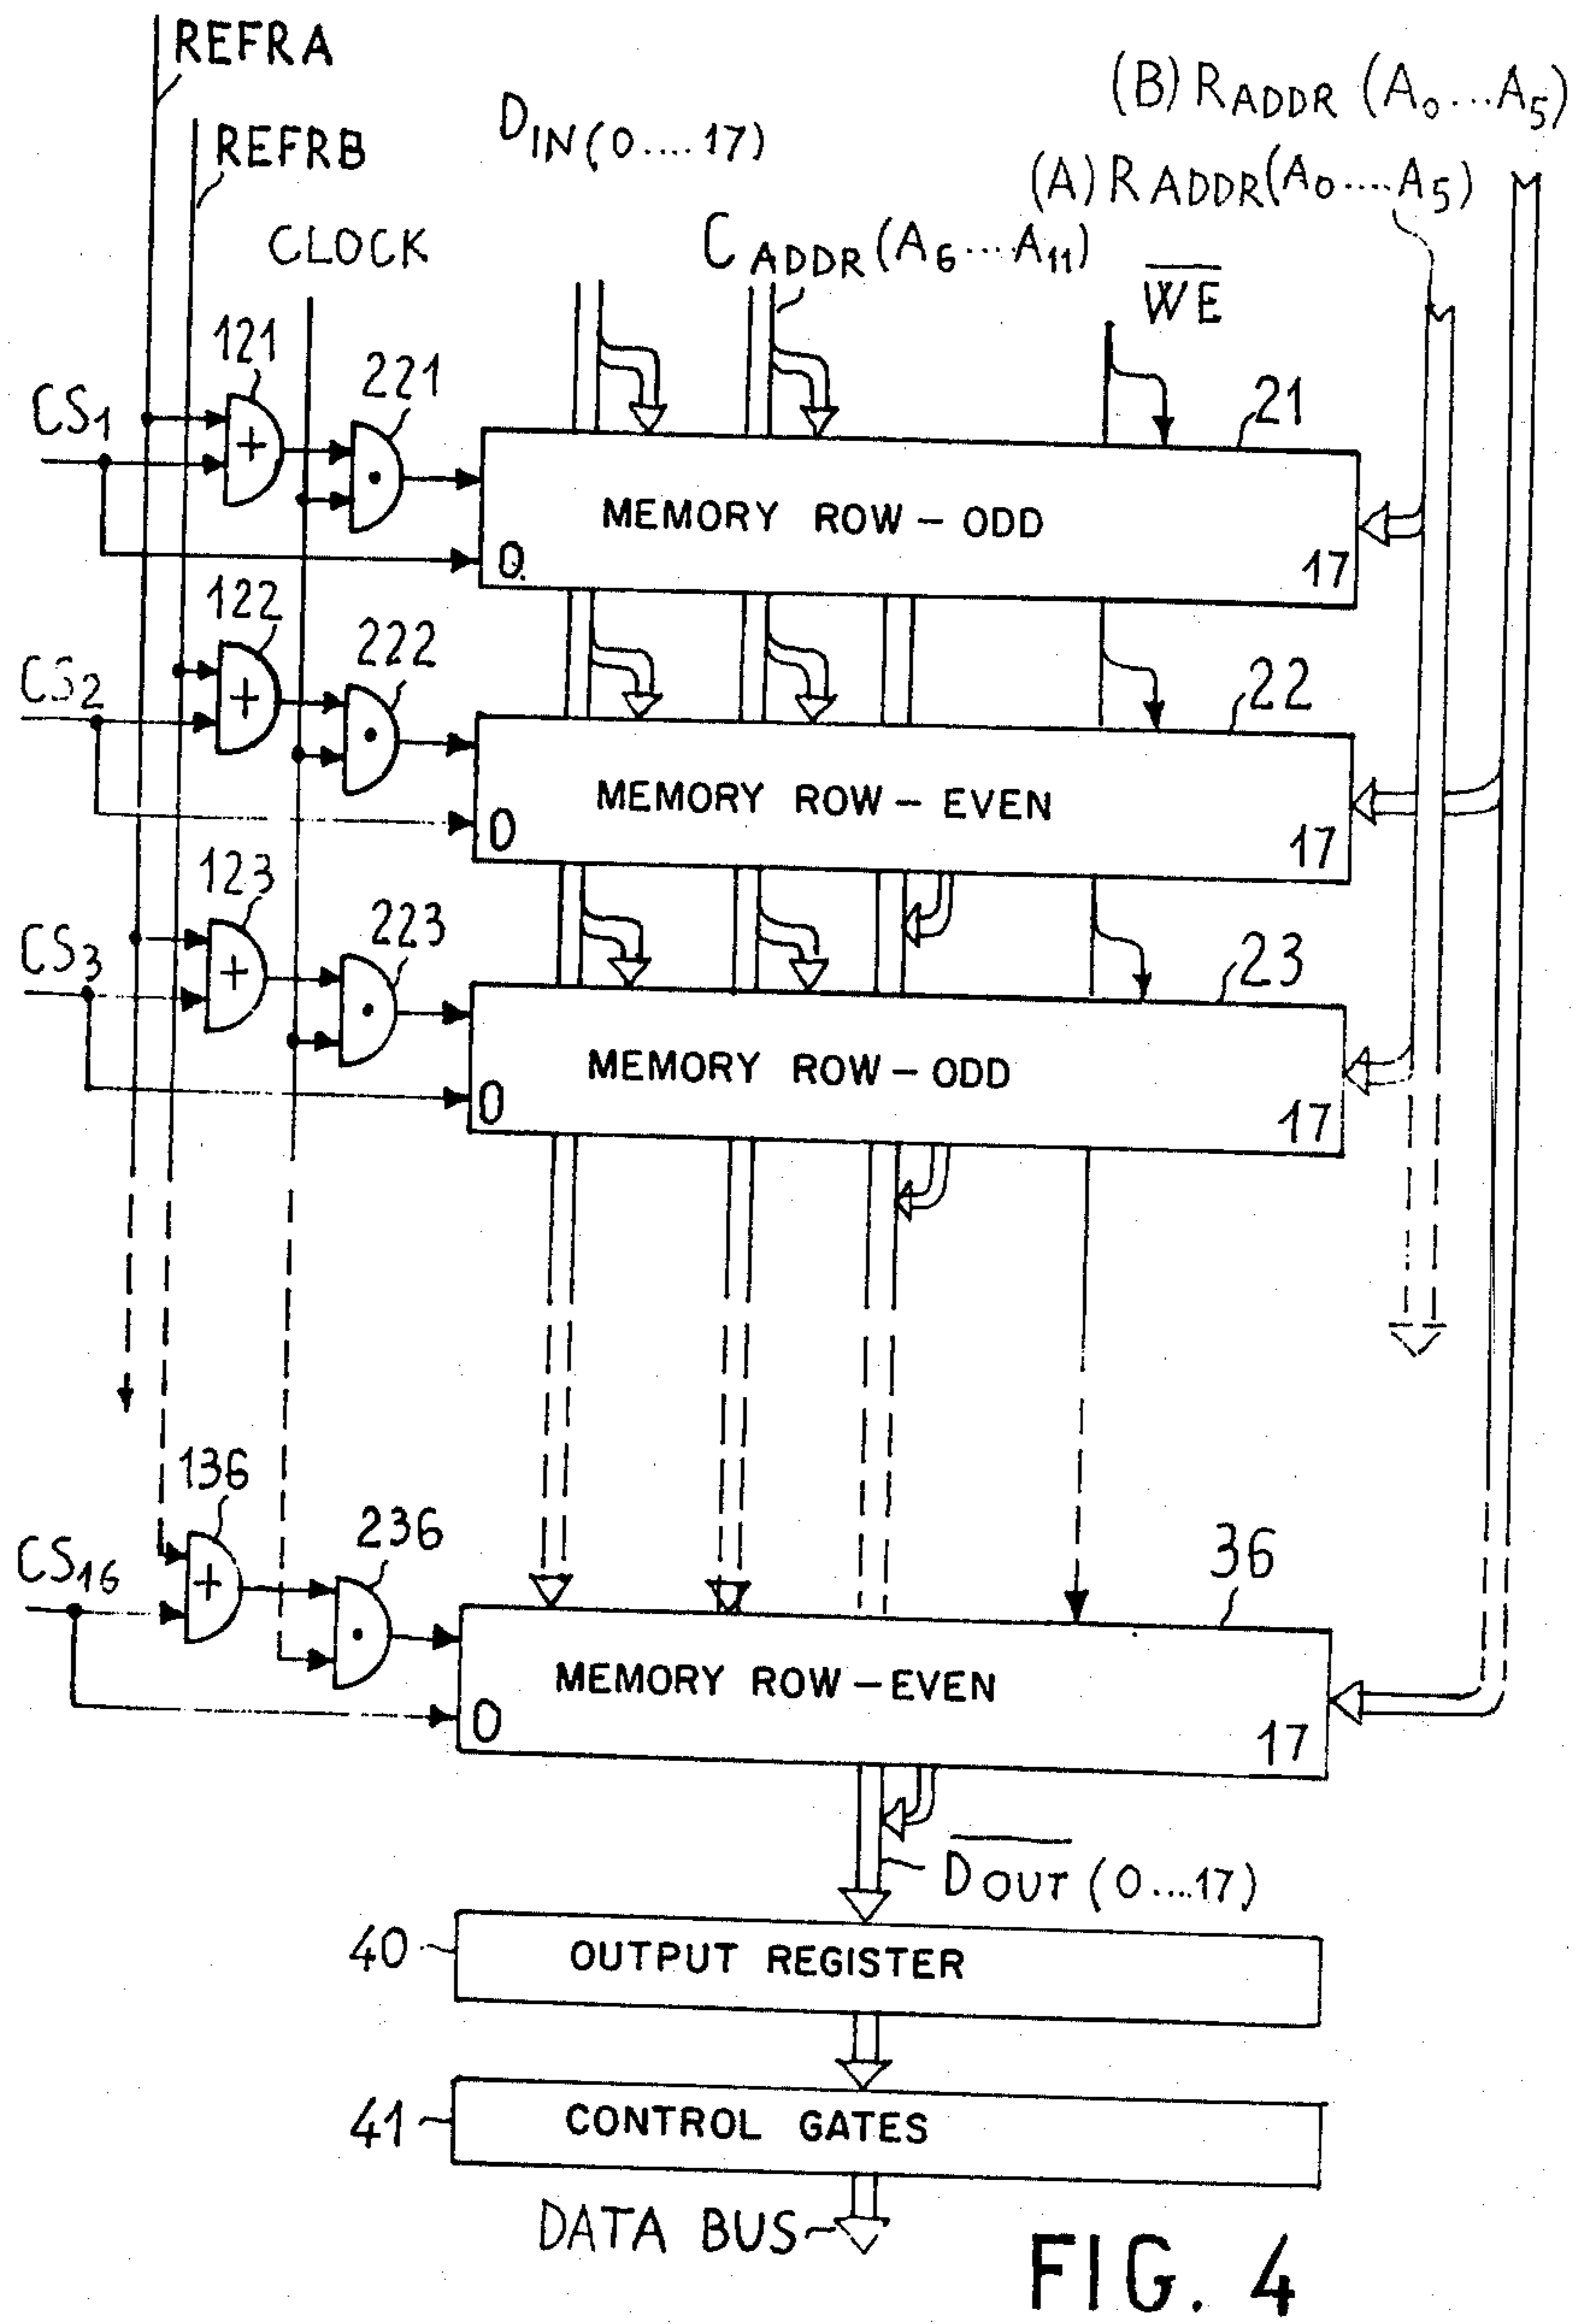 REFRA
(B) RADDR (A0...A5)
DIN (0....17)
REFRB
(A) RADDR (A0....A5)
CLOCK
CADDR (A6...A11)
WE
121
221
CS1
21
MEMORY ROW – ODD
0
17
122
222
CS2
22
MEMORY ROW – EVEN
0
17
123
223
CS3
23
MEMORY ROW – ODD
0
17
136
236
CS16
36
MEMORY ROW – EVEN
0
17
DOUT (0....17)
40
OUTPUT REGISTER
41
CONTROL GATES
DATA BUS
FIG. 4